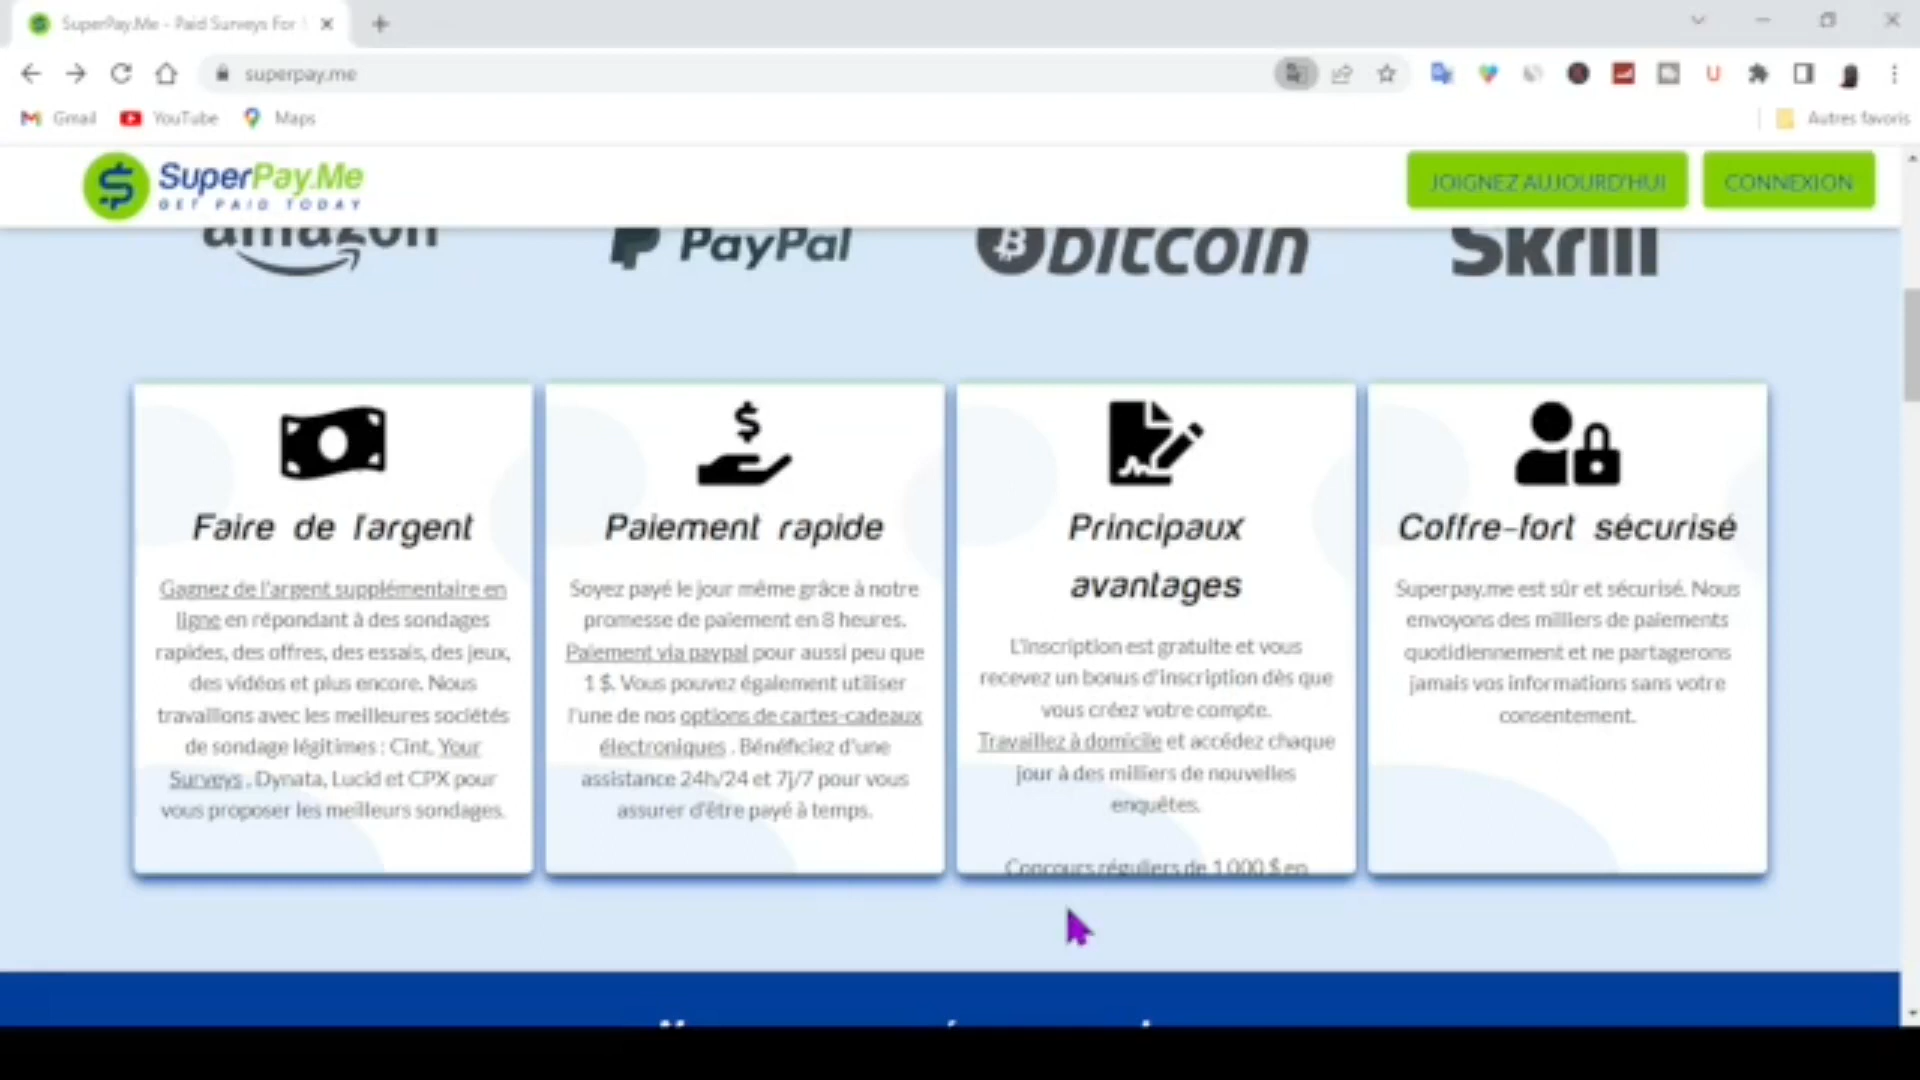 SuperPay.Me - Paid Surveys For
superpay.me
Gmail YouTube Maps Autres favoris
SuperPay.Me
GET PAID TODAY
JOIGNEZ AUJOURD'HUI CONNEXION
amazon PayPal bitcoin Skrill
Faire de l'argent
Gagnez de l'argent supplémentaire en
ligne en répondant à des sondages
rapides, des offres, des essais, des jeux,
des vidéos et plus encore. Nous
travaillons avec les meilleures sociétés
de sondage légitimes : Cint, Your
Surveys , Dynata, Lucid et CPX pour
vous proposer les meilleurs sondages.
Paiement rapide
Soyez payé le jour même grâce à notre
promesse de paiement en 8 heures.
Paiement via paypal pour aussi peu que
1 $. Vous pouvez également utiliser
l'une de nos options de cartes-cadeaux
électroniques . Bénéficiez d'une
assistance 24h/24 et 7j/7 pour vous
assurer d'être payé à temps.
Principaux
avantages
L'inscription est gratuite et vous
recevez un bonus d'inscription dès que
vous créez votre compte.
Travaillez à domicile et accédez chaque
jour à des milliers de nouvelles
enquêtes.
Concours réguliers de 1 000 $ en
Coffre-fort sécurisé
Superpay.me est sûr et sécurisé. Nous
envoyons des milliers de paiements
quotidiennement et ne partagerons
jamais vos informations sans votre
consentement.